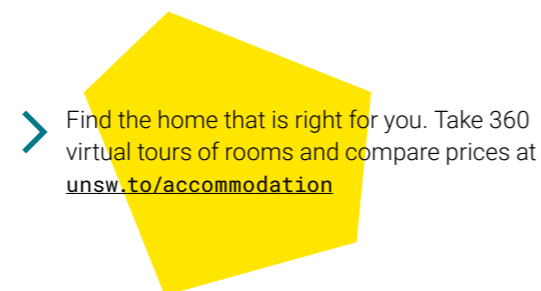 Find the home that is right for you. Take 360
virtual tours of rooms and compare prices at
unsw.to/accommodation